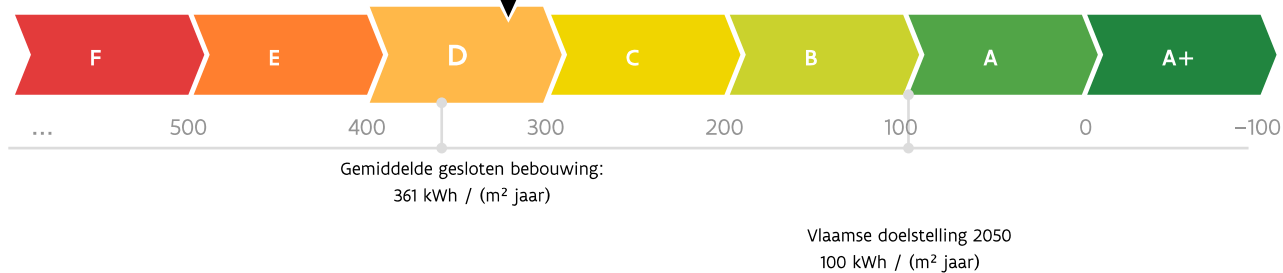 F E D C B A A+
... 500 400 300 200 100 0 −100
Gemiddelde gesloten bebouwing:
361 kWh / (m² jaar)
Vlaamse doelstelling 2050
100 kWh / (m² jaar)